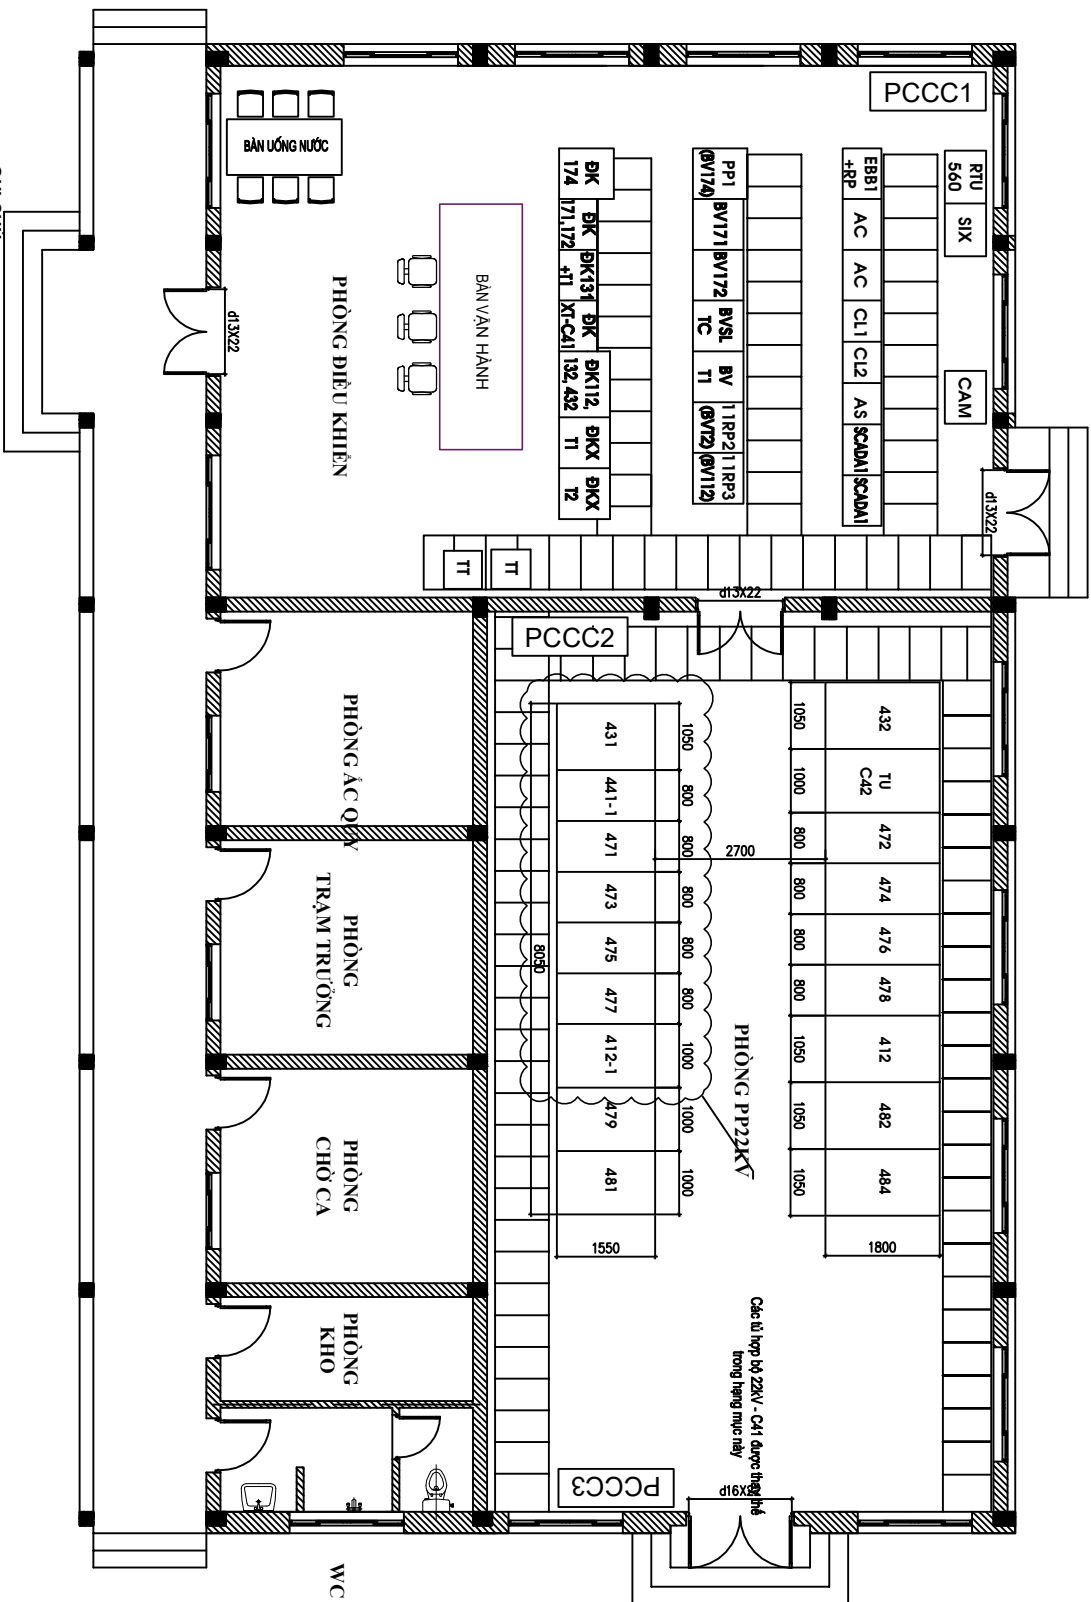 PCCC1
RTU
560
SIX
CAM
EBB1
+RP
AC
AC
CL1
CL2
AS
SCADA1
SCADA1
PP1
(BV174)
BV171
BV172
BVSL
TC
BV
T1
11RP2
(BVT2)
11RP3
(BV112)
ĐK
174
ĐK
171,172
ĐK131
+T1
ĐK
XT-C41
ĐK112,
132, 432
ĐKX
T1
ĐKX
T2
BÀN UỐNG NƯỚC
BÀN VẬN HÀNH
PHÒNG ĐIỀU KHIỂN
d13X22
d13X22
d13X22
TT
TT
PCCC2
432
TU
C42
472
474
476
478
412
482
484
1050
1000
800
800
800
800
1050
1050
1050
1800
2700
431
441-1
471
473
475
477
412-1
479
481
1050
800
800
800
800
800
1000
1000
1000
8050
1550
PHÒNG PP22KV
Các tủ hợp bộ 22kV - C41 được thay thế
trong hạng mục này
d16X22
PCCC3
PHÒNG ẮC QUY
PHÒNG
TRẠM TRƯỞNG
PHÒNG
CHỜ CA
PHÒNG
KHO
WC